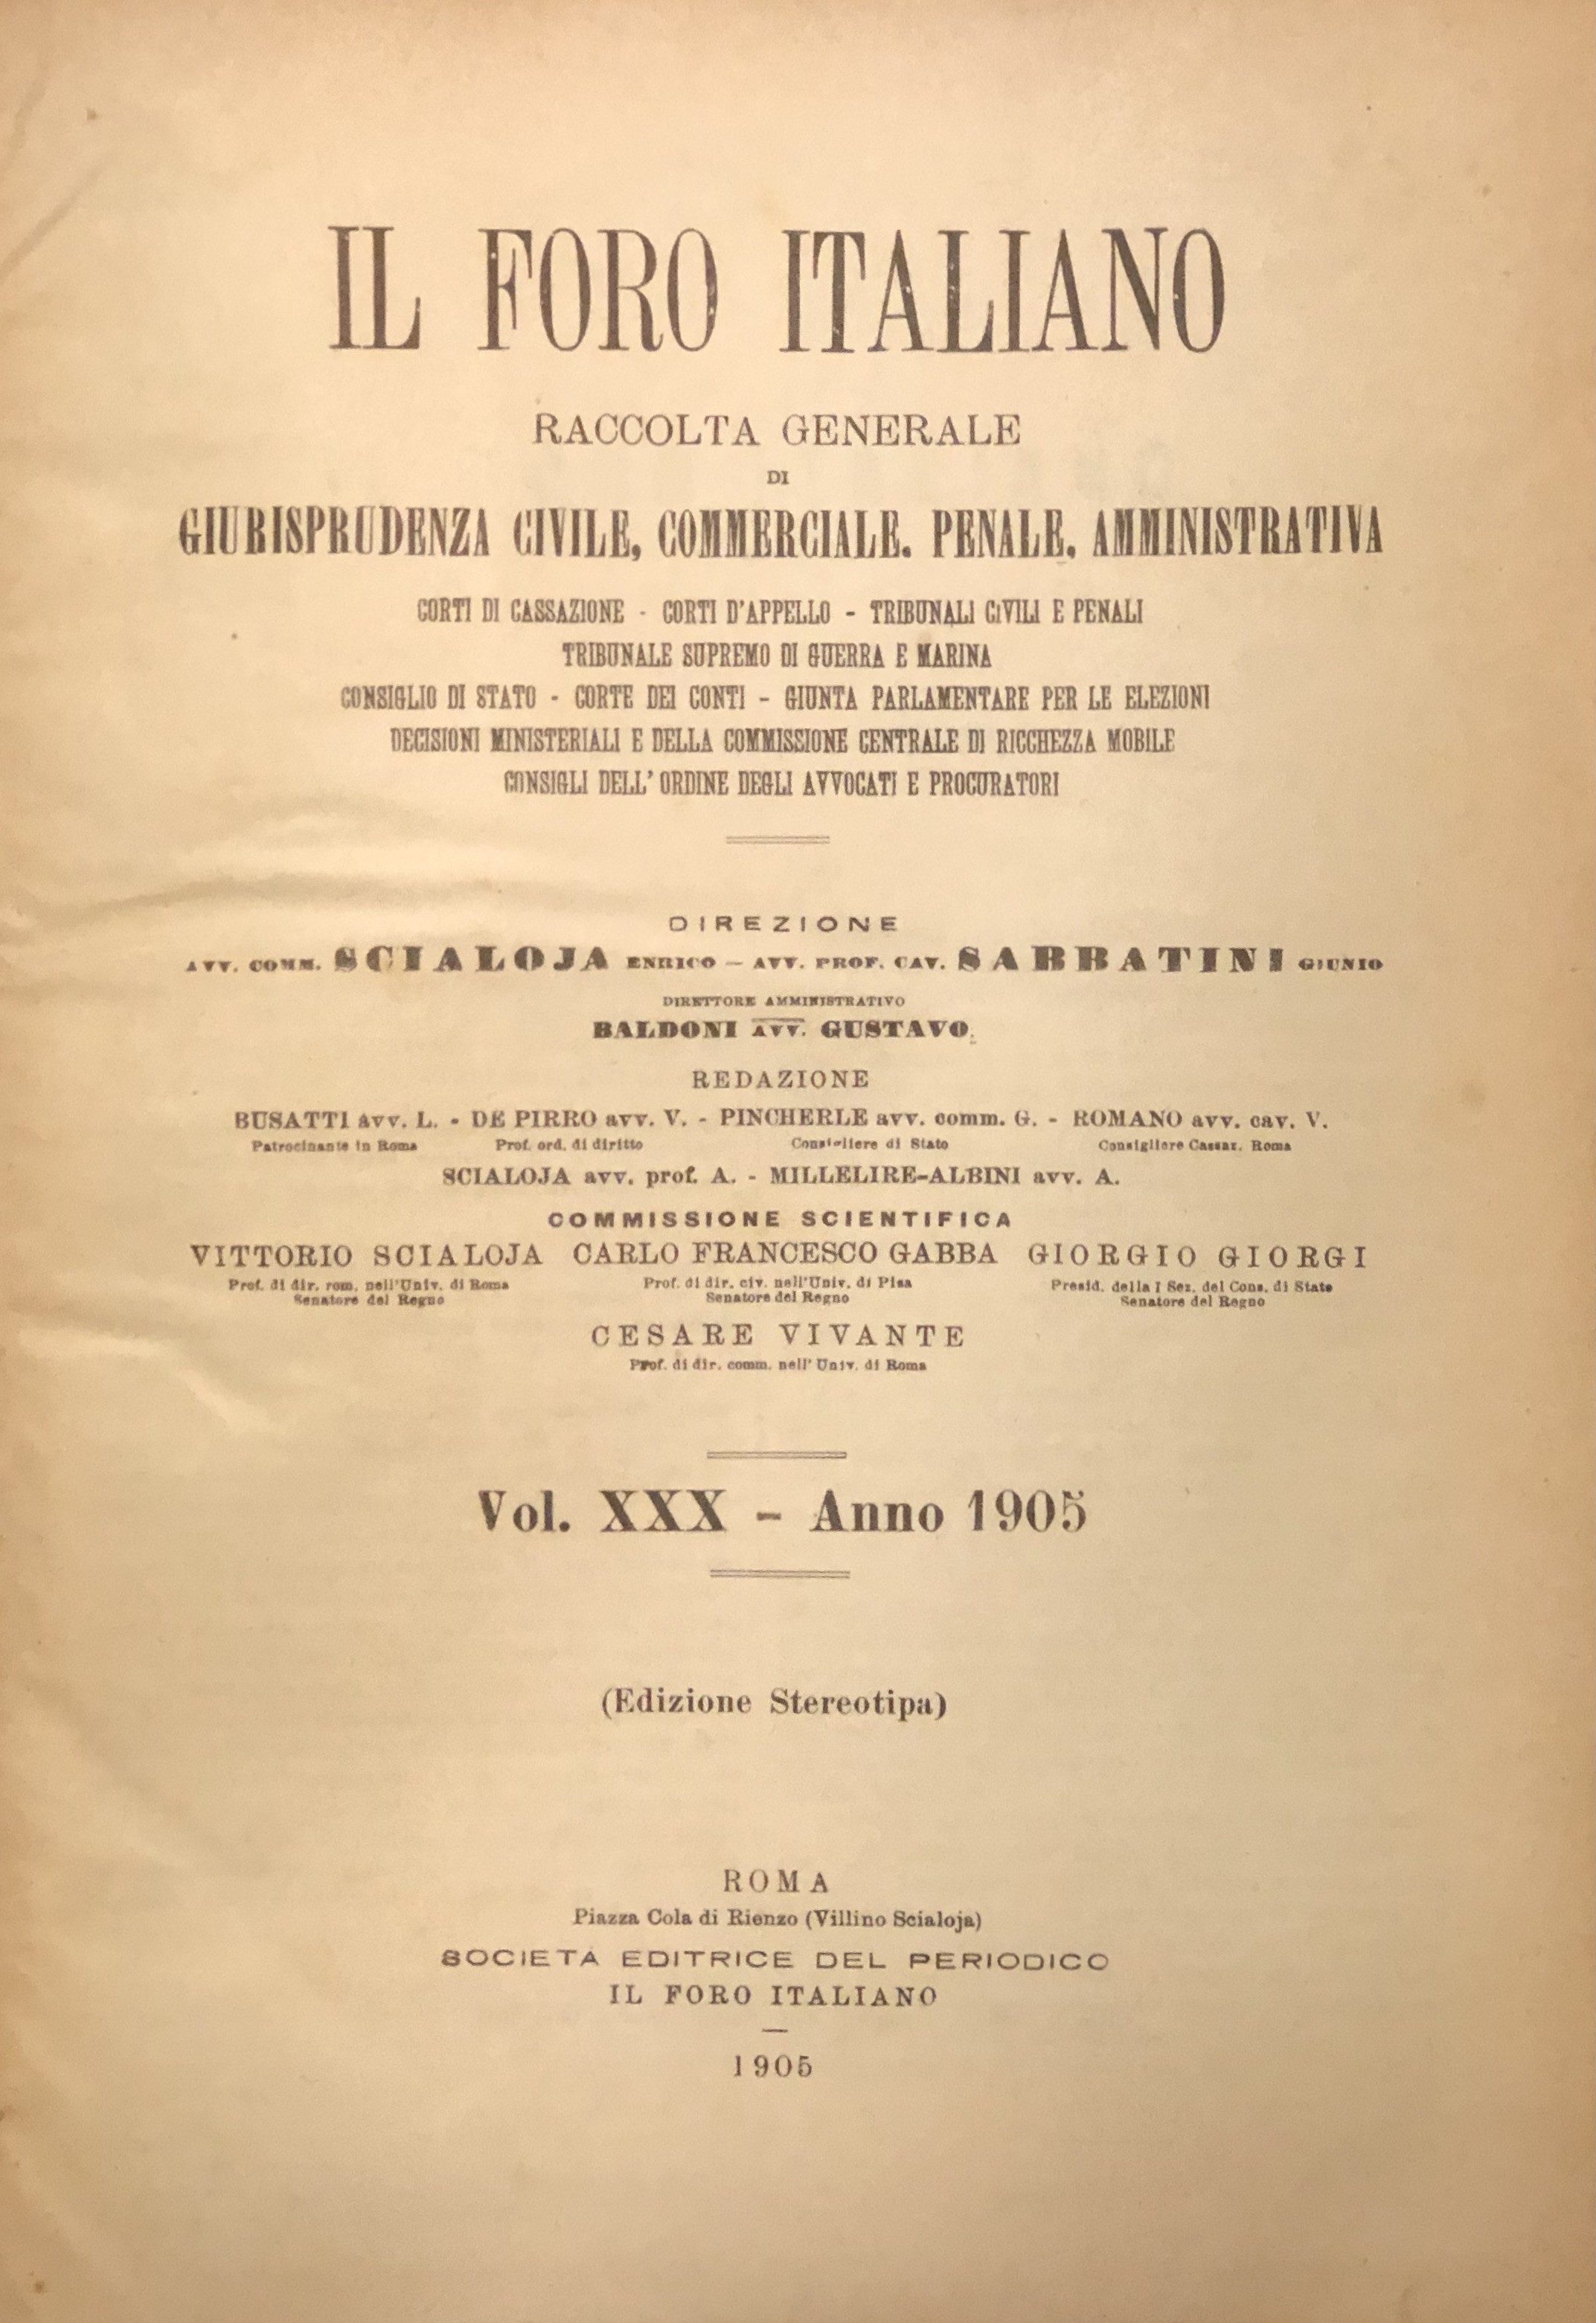 IL FORO ITALIANO
RACCOLTA GENERALE
DI
GIURISPRUDENZA CIVILE, COMMERCIALE. PENALE. AMMINISTRATIVA
CORTI DI CASSAZIONE - CORTI D'APPELLO - TRIBUNALI CIVILI E PENALI
TRIBUNALE SUPREMO DI GUERRA E MARINA
CONSIGLIO DI STATO - CORTE DEI CONTI - GIUNTA PARLAMENTARE PER LE ELEZIONI
DECISIONI MINISTERIALI E DELLA COMMISSIONE CENTRALE DI RICCHEZZA MOBILE
CONSIGLI DELL' ORDINE DEGLI AVVOCATI E PROCURATORI
DIREZIONE
AVV. COMM. SCIALOJA ENRICO — AVV. PROF. CAV. SABBATINI GIUNIO
DIRETTORE AMMINISTRATIVO
BALDONI AVV. GUSTAVO.
REDAZIONE
BUSATTI avv. L. - DE PIRRO avv. V. - PINCHERLE avv. comm. G. - ROMANO avv. cav. V.
Patrocinante in Roma Prof. ord. di diritto Consigliere di Stato Consigliere Cassaz. Roma
SCIALOJA avv. prof. A. - MILLELIRE-ALBINI avv. A.
COMMISSIONE SCIENTIFICA
VITTORIO SCIALOJA CARLO FRANCESCO GABBA GIORGIO GIORGI
Prof. di dir. rom. nell'Univ. di Roma Prof. di dir. civ. nell'Univ. di Pisa Presid. della I Sez. del Cons. di Stato
Senatore del Regno Senatore del Regno Senatore del Regno
CESARE VIVANTE
Prof. di dir. comm. nell' Univ. di Roma
Vol. XXX - Anno 1905
(Edizione Stereotipa)
ROMA
Piazza Cola di Rienzo (Villino Scialoja)
SOCIETÀ EDITRICE DEL PERIODICO
IL FORO ITALIANO
1905